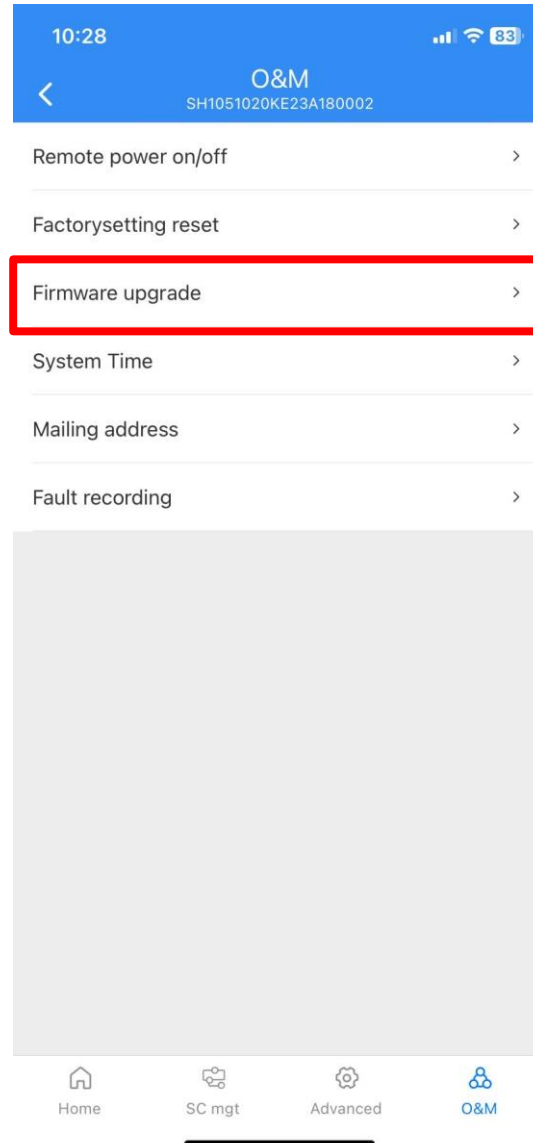 10:28 83
O&M
SH1051020KE23A180002
Remote power on/off
Factorysetting reset
Firmware upgrade
System Time
Mailing address
Fault recording
Home SC mgt Advanced O&M